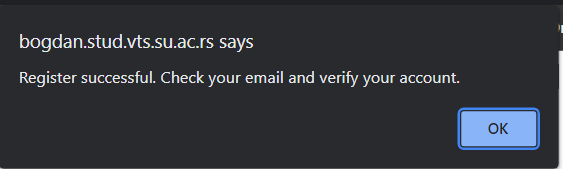 bogdan.stud.vts.su.ac.rs says
Register successful. Check your email and verify your account.
OK